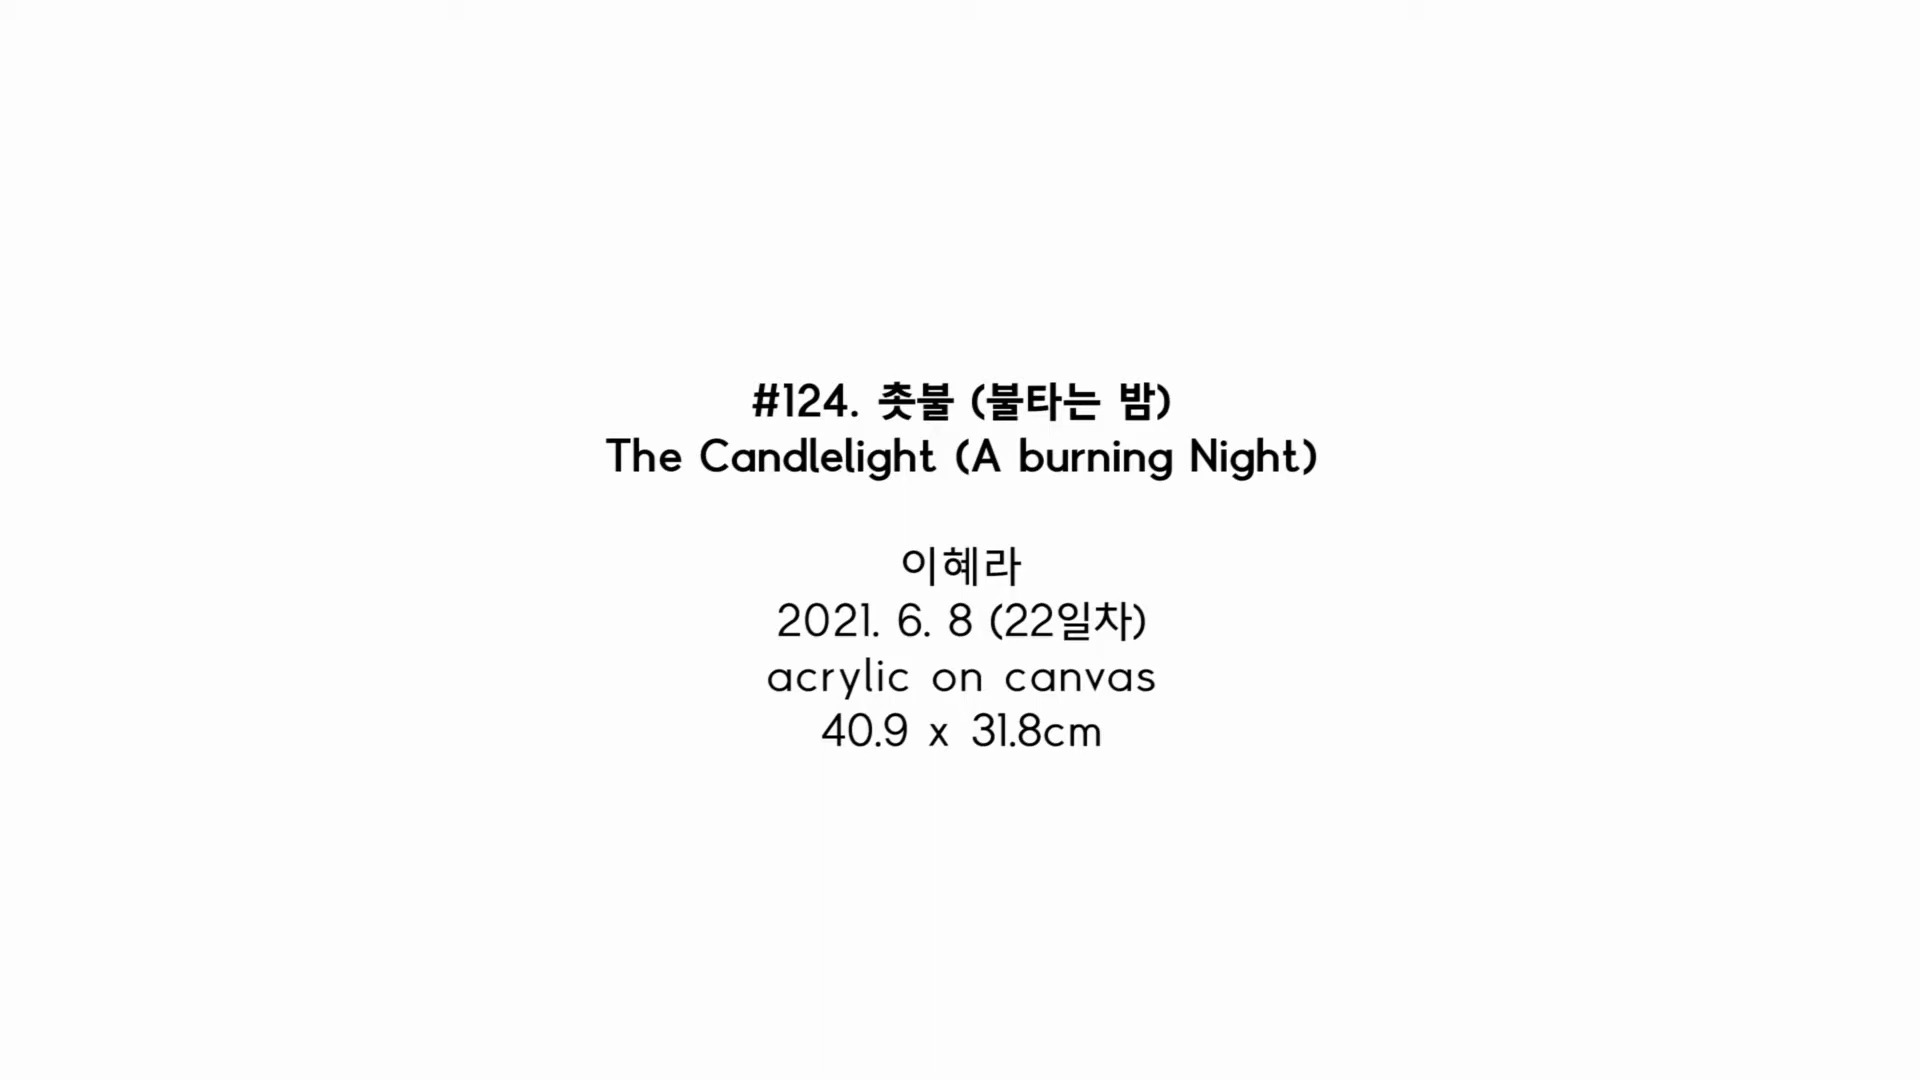 #124. 촛불 (불타는 밤)
The Candlelight (A burning Night)
이혜라
2021. 6. 8 (22일차)
acrylic on canvas
40.9 x 31.8cm